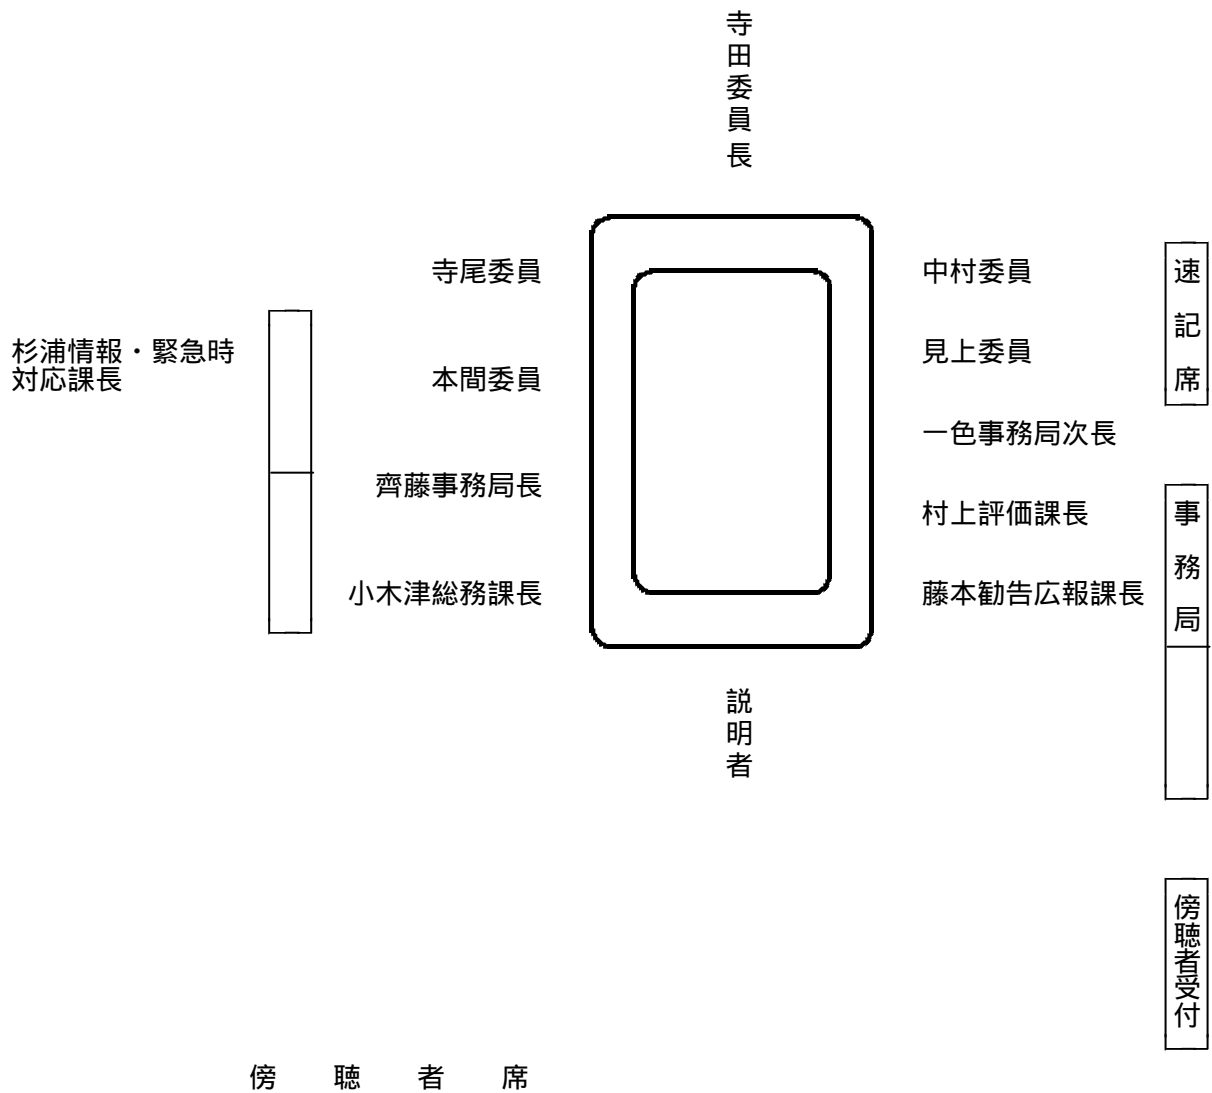 寺田委員長
寺尾委員
中村委員
速記席
杉浦情報・緊急時
対応課長
本間委員
見上委員
一色事務局次長
齊藤事務局長
村上評価課長
事務局
小木津総務課長
藤本勧告広報課長
説明者
傍聴者受付
傍聴者席